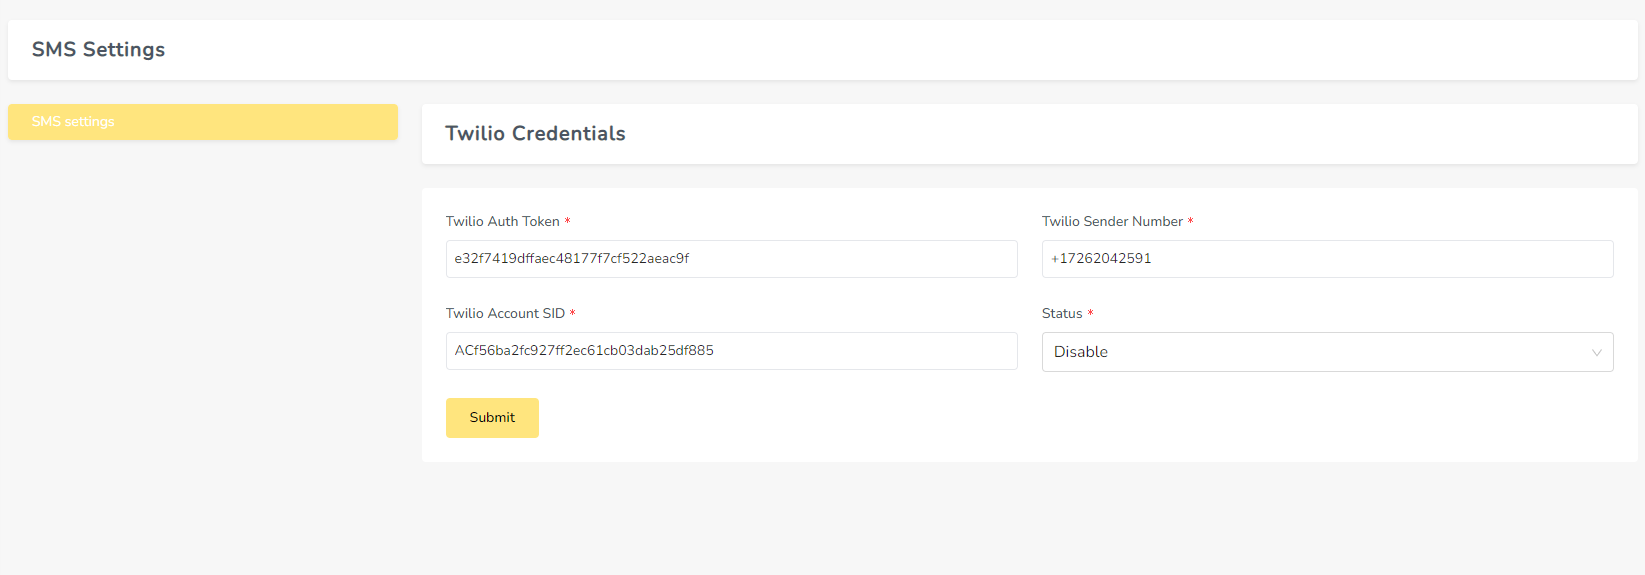 SMS Settings
SMS settings
Twilio Credentials
Twilio Auth Token *
Twilio Sender Number *
e32f7419dffaec48177f7cf522aeac9f
+17262042591
Twilio Account SID *
Status *
ACf56ba2fc927ff2ec61cb03dab25df885
Disable
Submit